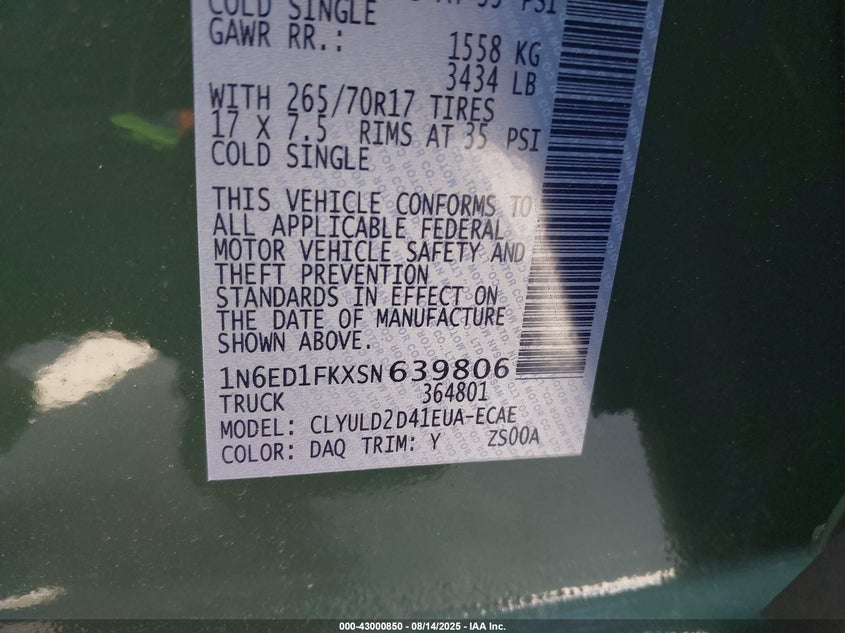 COLD SINGLE
AT 35 PSI
GAWR RR.: 1558 KG
3434 LB
WITH 265/70R17 TIRES
17 X 7.5 RIMS AT 35 PSI
COLD SINGLE
THIS VEHICLE CONFORMS TO
ALL APPLICABLE FEDERAL
MOTOR VEHICLE SAFETY AND
THEFT PREVENTION
STANDARDS IN EFFECT ON
THE DATE OF MANUFACTURE
SHOWN ABOVE.
1N6ED1FKXSN639806
TRUCK 364801
MODEL: CLYULD2D41EUA-ECAE
COLOR: DAQ TRIM: Y ZS00A
000-43000850 - 08/14/2025 - IAA Inc.